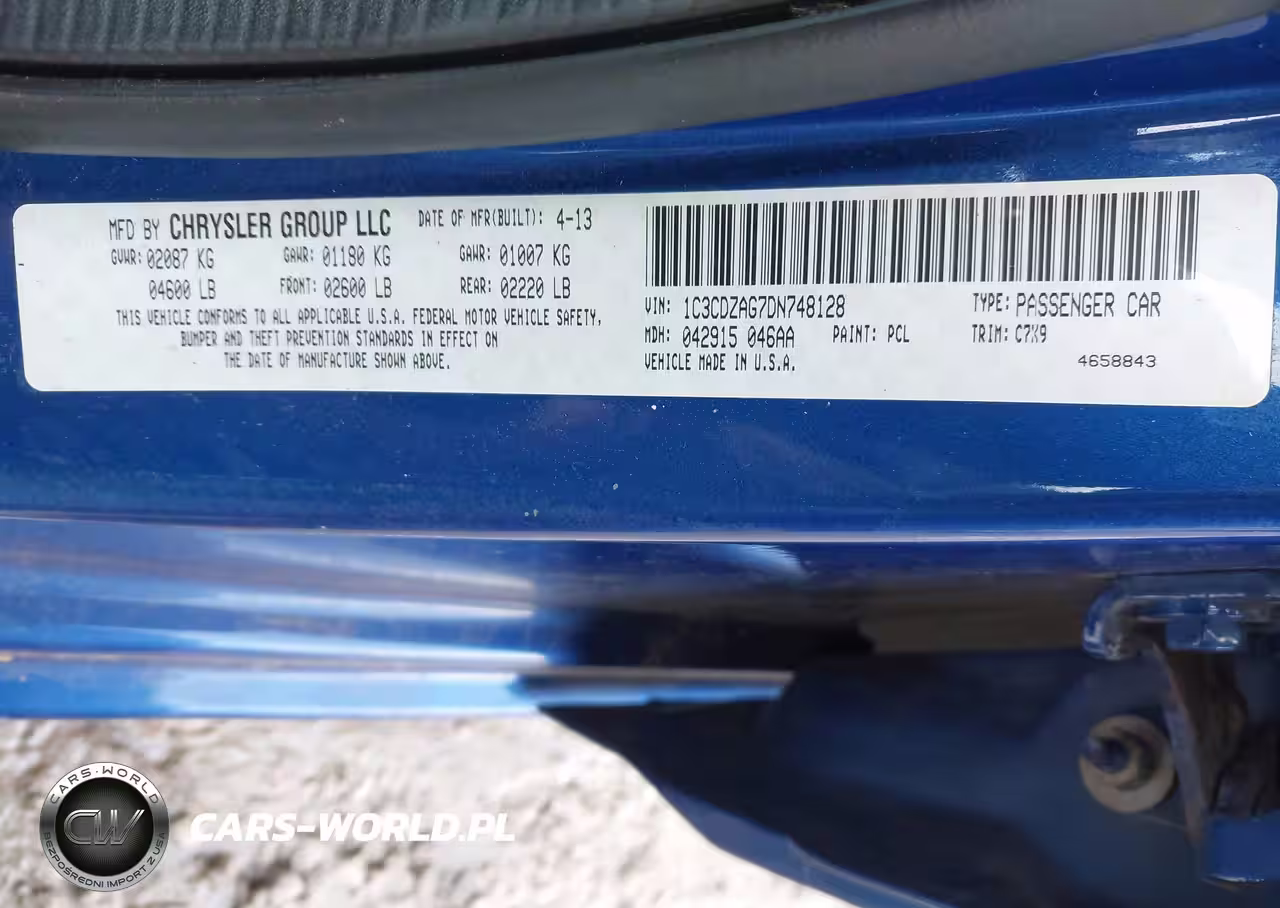 MFD BY CHRYSLER GROUP LLC DATE OF MFR(BUILT): 4-13
GVWR: 02087 KG GAWR: 01180 KG GAWR: 01007 KG
04600 LB FRONT: 02600 LB REAR: 02220 LB
THIS VEHICLE CONFORMS TO ALL APPLICABLE U.S.A. FEDERAL MOTOR VEHICLE SAFETY,
BUMPER AND THEFT PREVENTION STANDARDS IN EFFECT ON
THE DATE OF MANUFACTURE SHOWN ABOVE.
VIN: 1C3CDZAG7DN748128 TYPE: PASSENGER CAR
MDH: 042915 046AA PAINT: PCL TRIM: C7X9
VEHICLE MADE IN U.S.A.
4658843
CARS-WORLD
CW
BEZPOŚREDNI IMPORT Z USA
CARS-WORLD.PL